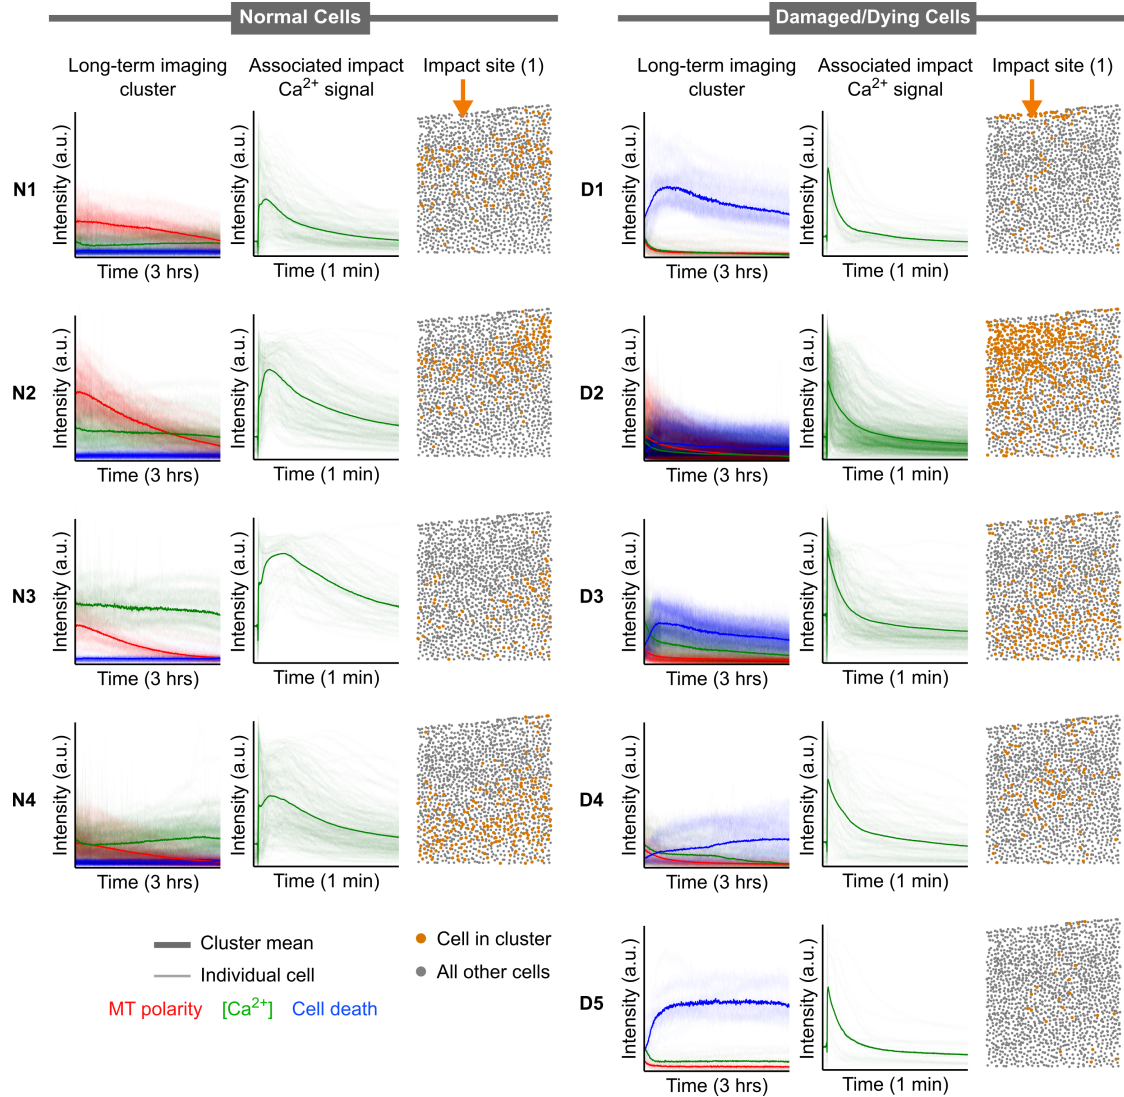 Normal Cells
Damaged/Dying Cells
Long-term imaging
cluster
Associated impact
Ca²⁺ signal
Impact site (1)
Long-term imaging
cluster
Associated impact
Ca²⁺ signal
Impact site (1)
N1
Intensity (a.u.)
Time (3 hrs)
Intensity (a.u.)
Time (1 min)
D1
Intensity (a.u.)
Time (3 hrs)
Intensity (a.u.)
Time (1 min)
N2
Intensity (a.u.)
Time (3 hrs)
Intensity (a.u.)
Time (1 min)
D2
Intensity (a.u.)
Time (3 hrs)
Intensity (a.u.)
Time (1 min)
N3
Intensity (a.u.)
Time (3 hrs)
Intensity (a.u.)
Time (1 min)
D3
Intensity (a.u.)
Time (3 hrs)
Intensity (a.u.)
Time (1 min)
N4
Intensity (a.u.)
Time (3 hrs)
Intensity (a.u.)
Time (1 min)
D4
Intensity (a.u.)
Time (3 hrs)
Intensity (a.u.)
Time (1 min)
Cluster mean
Individual cell
MT polarity [Ca²⁺] Cell death
Cell in cluster
All other cells
D5
Intensity (a.u.)
Time (3 hrs)
Intensity (a.u.)
Time (1 min)